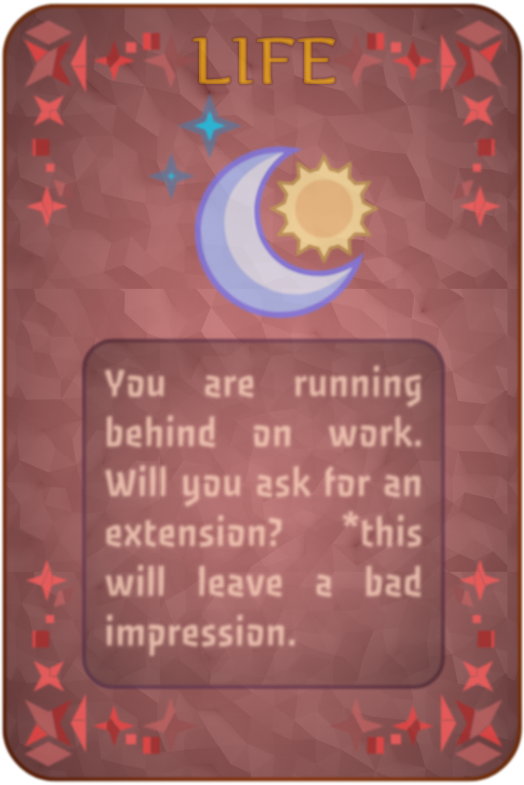 LIFE
You are running
behind on work.
Will you ask for an
extension? *this
will leave a bad
impression.